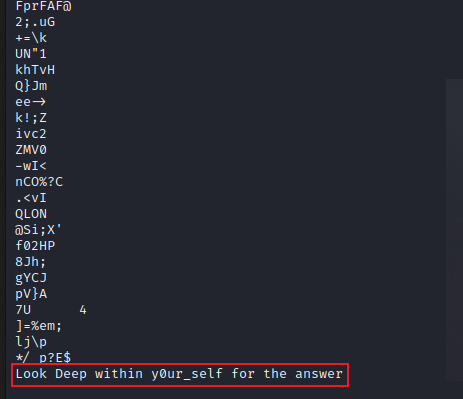 FprFAF@
2;.uG
+=\k
UN"1
khTvH
Q}Jm
ee->
k!;Z
ivc2
ZMV0
-wI<
nCO%?C
.<vI
QLON
@Si;X'
f02HP
8Jh;
gYCJ
pV}A
7U      4
]=%em;
lj\p
*/ p?E$
Look Deep within y0ur_self for the answer